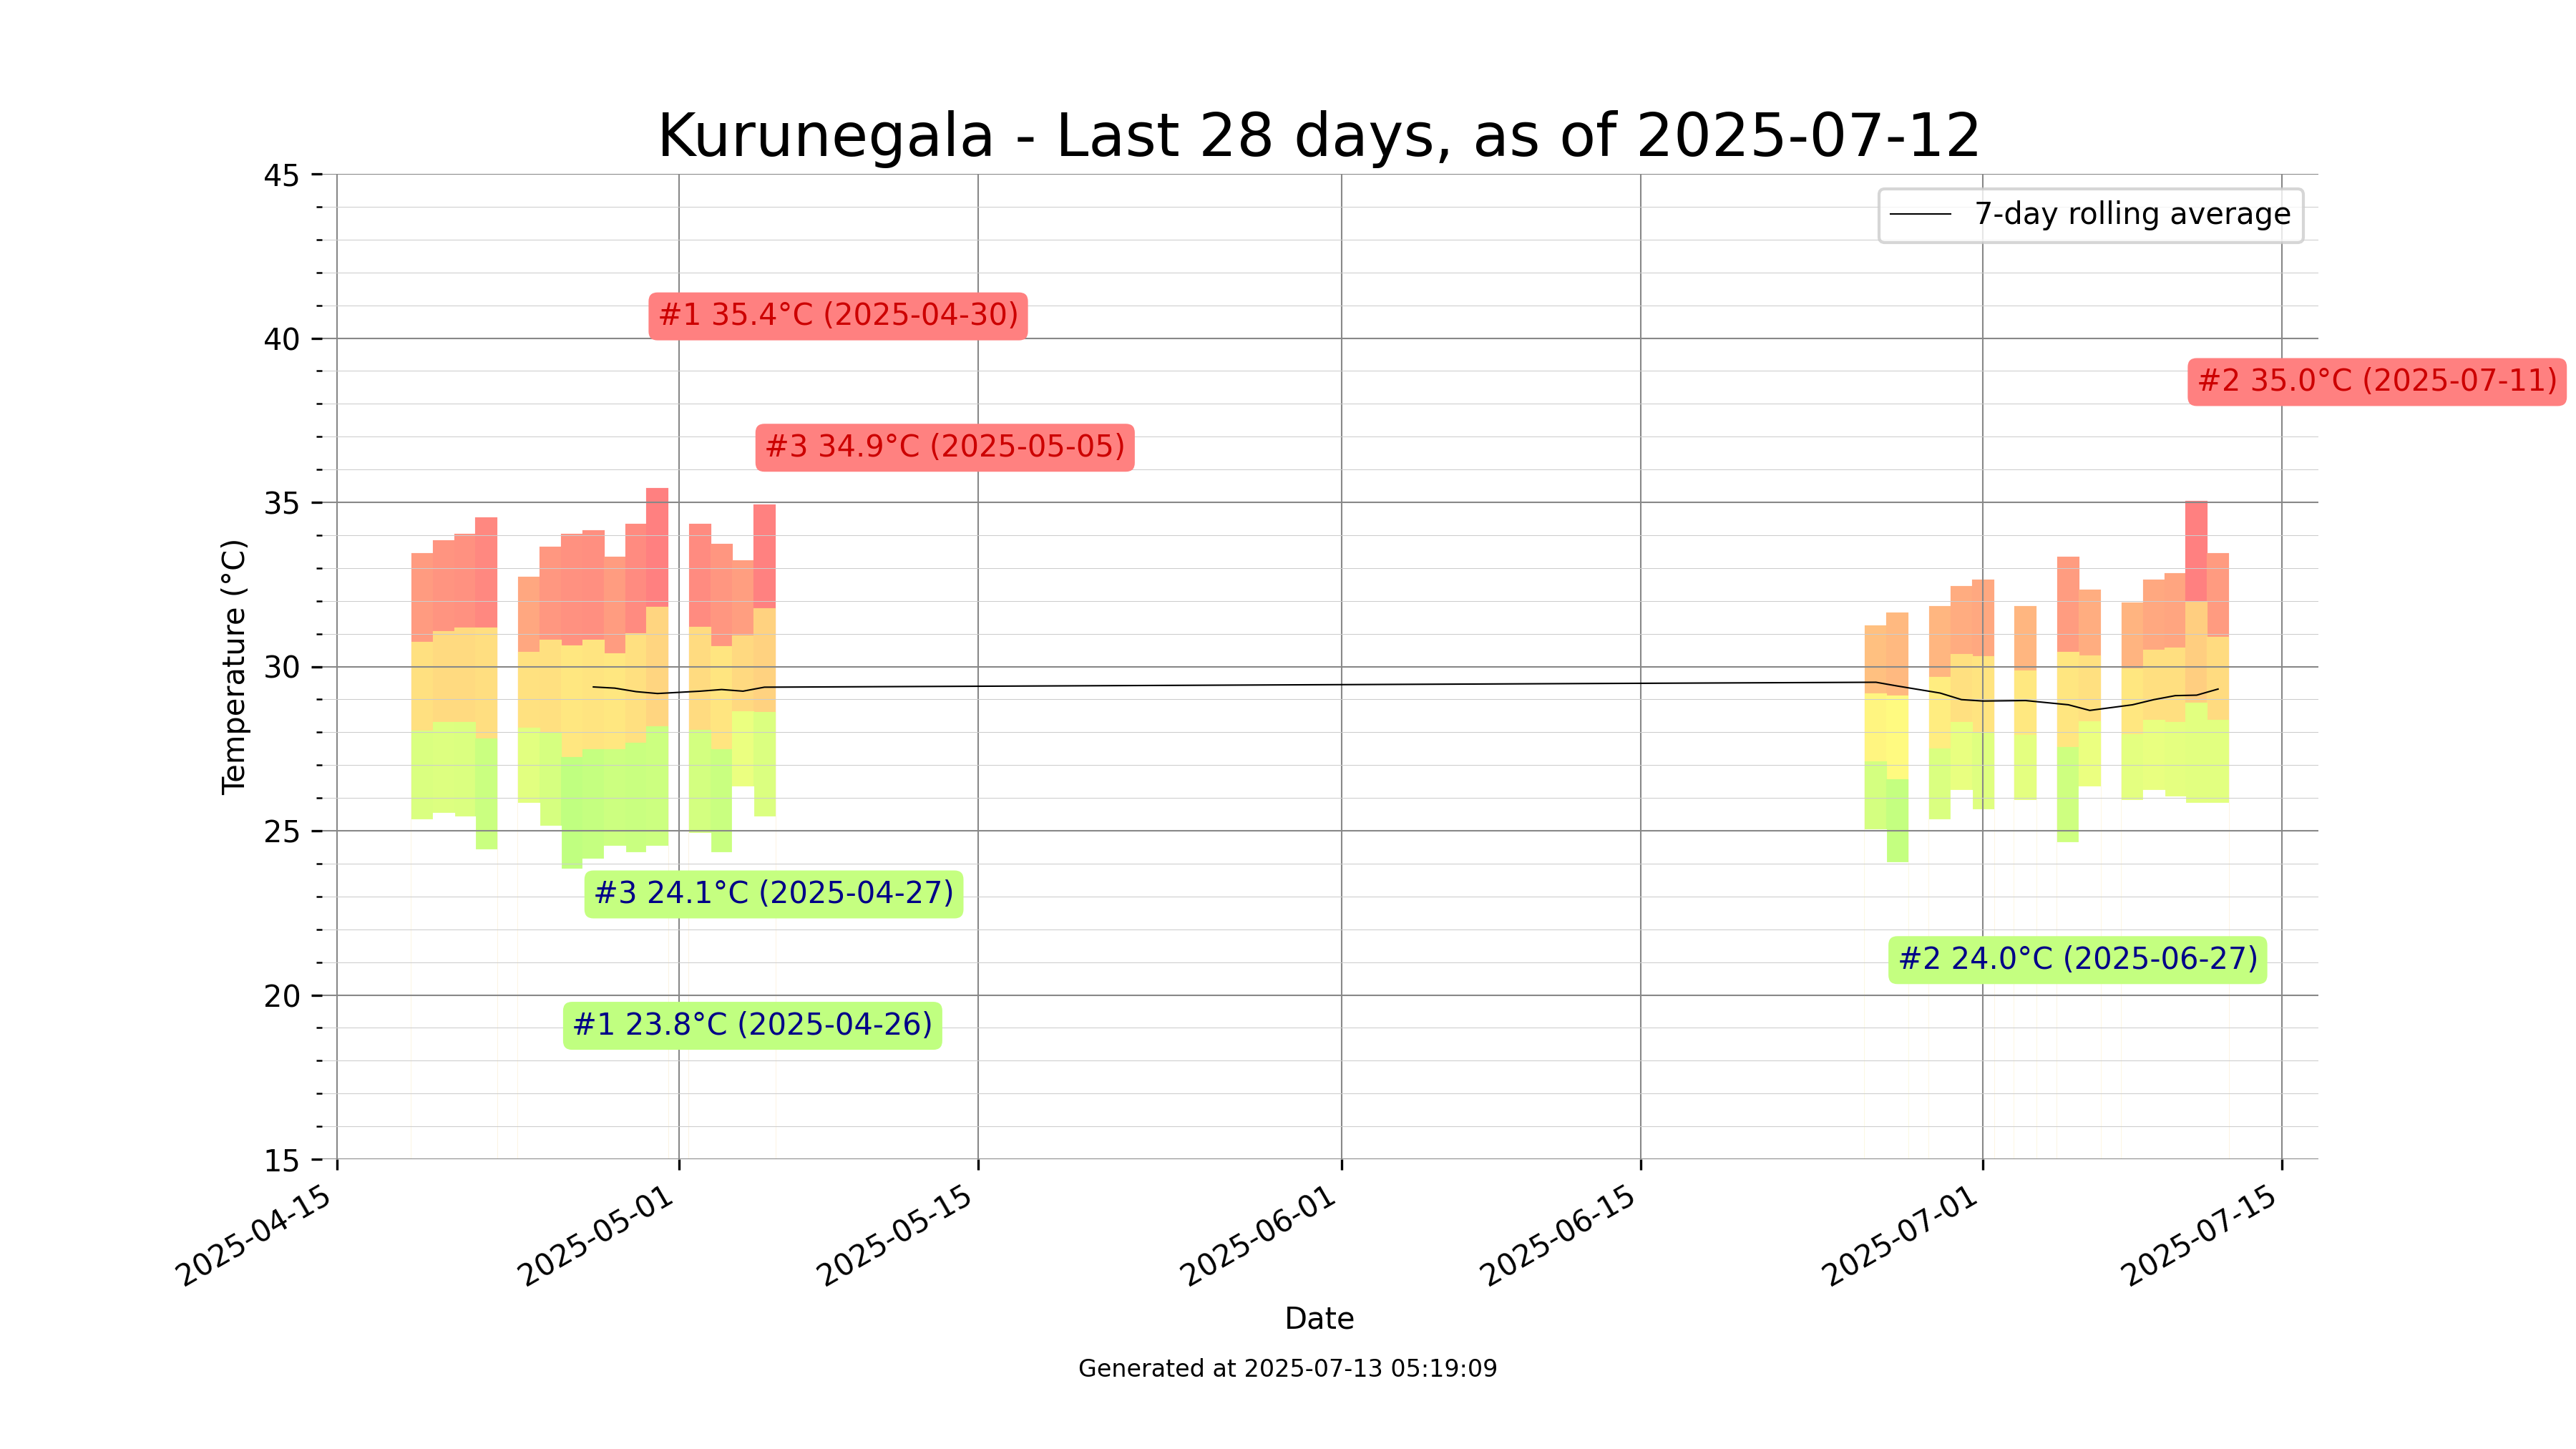 Kurunegala - Last 28 days, as of 2025-07-12
45
40
35
30
25
20
15
Temperature (°C)
7-day rolling average
#1 35.4°C (2025-04-30)
#2 35.0°C (2025-07-11)
#3 34.9°C (2025-05-05)
#3 24.1°C (2025-04-27)
#2 24.0°C (2025-06-27)
#1 23.8°C (2025-04-26)
2025-04-15
2025-05-01
2025-05-15
2025-06-01
2025-06-15
2025-07-01
2025-07-15
Date
Generated at 2025-07-13 05:19:09